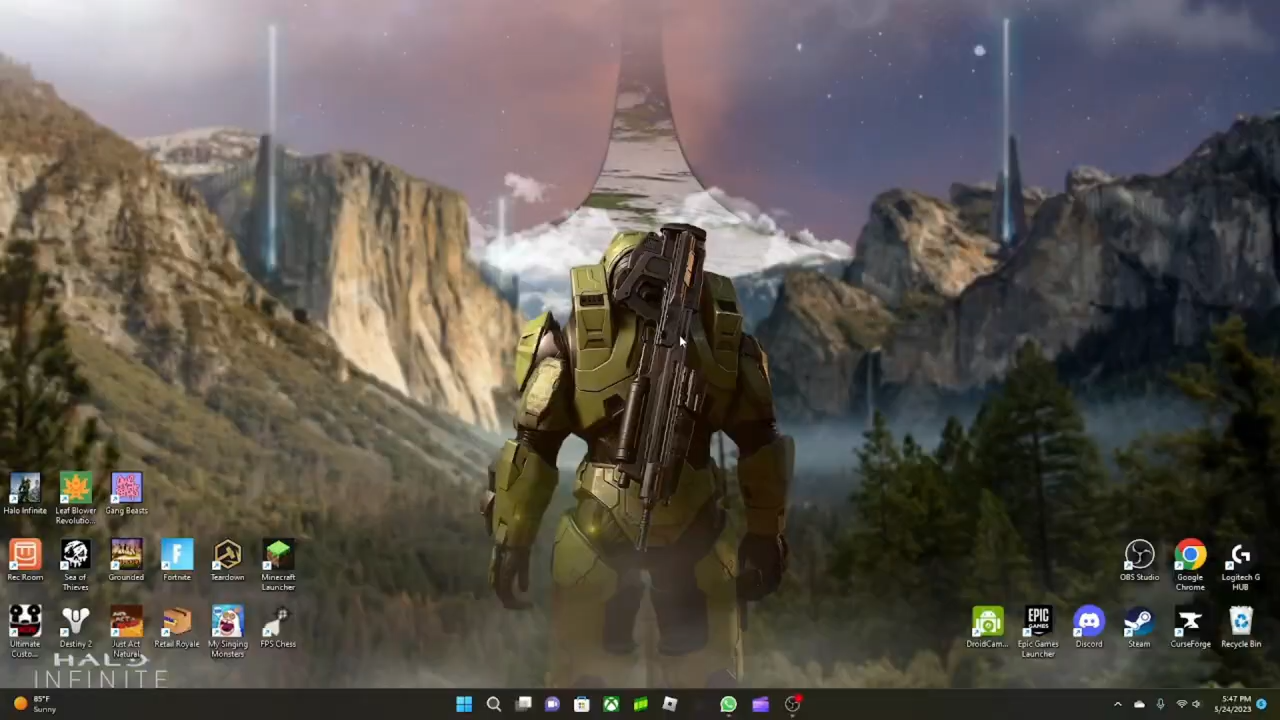 Halo Infinite
Leaf Blower
Revolutio...
Gang Beasts
Rec Room
Sea of
Thieves
Grounded
Fortnite
Teardown
Minecraft
Launcher
OBS Studio
Google
Chrome
Logitech G
HUB
Ultimate
Custo...
Destiny 2
Just Act
Natural
Retail Royale
My Singing
Monsters
FPS Chess
DroidCam...
EPIC
GAMES
Epic Games
Launcher
Discord
Steam
CurseForge
Recycle Bin
HALO
INFINITE
85°F
Sunny
5:47 PM
5/24/2023